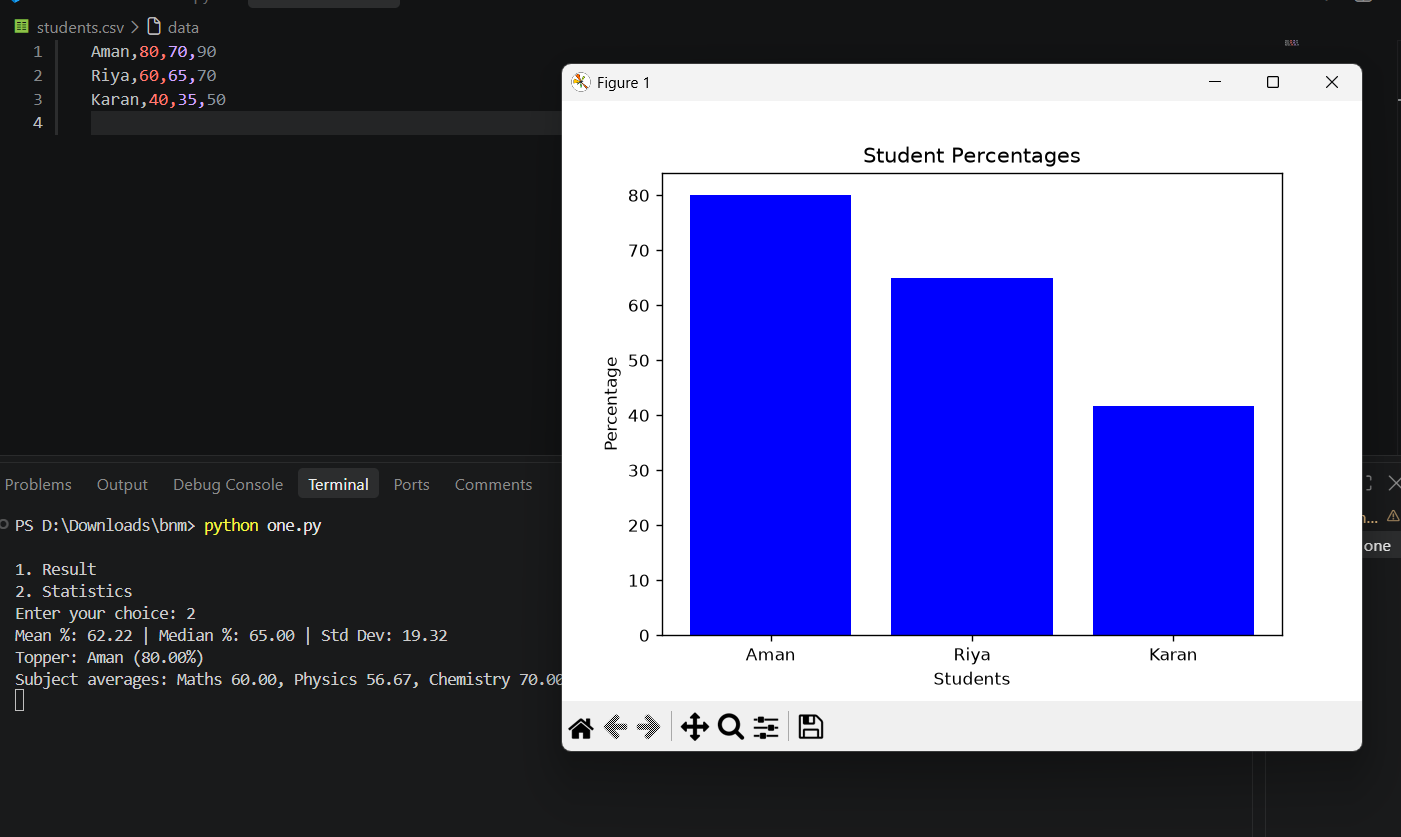 students.csv > data
1 Aman,80,70,90
2 Riya,60,65,70
3 Karan,40,35,50
4
Figure 1
Student Percentages
80
70
60
50
40
30
20
10
0
Percentage
Aman Riya Karan
Students
Problems Output Debug Console Terminal Ports Comments
PS D:\Downloads\bnm> python one.py
1. Result
2. Statistics
Enter your choice: 2
Mean %: 62.22 | Median %: 65.00 | Std Dev: 19.32
Topper: Aman (80.00%)
Subject averages: Maths 60.00, Physics 56.67, Chemistry 70.00
one